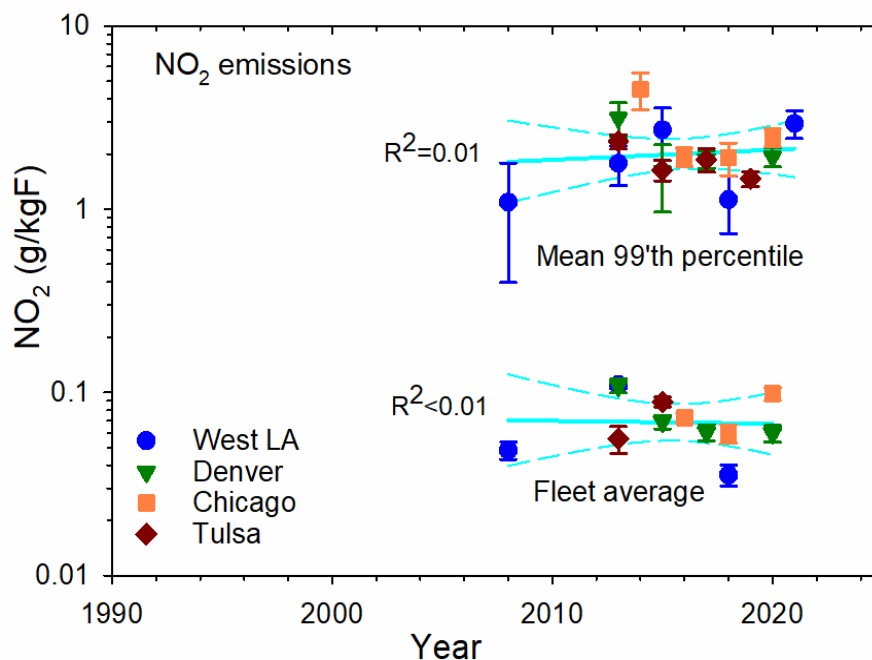 10
NO2 emissions
R2=0.01
1
Mean 99'th percentile
NO2 (g/kgF)
0.1
R2<0.01
West LA
Denver
Fleet average
Chicago
Tulsa
0.01
1990 2000 2010 2020
Year